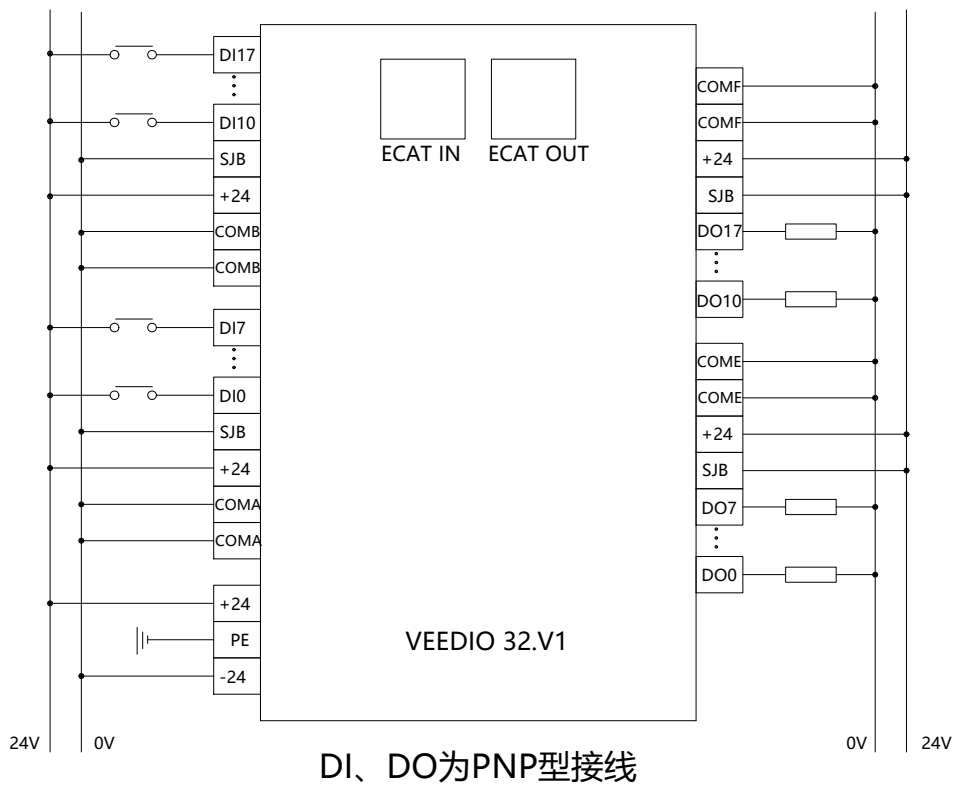 DI17
DI10
SJB
+24
COMB
COMB
DI7
DI0
SJB
+24
COMA
COMA
+24
PE
-24
24V
0V
ECAT IN
ECAT OUT
VEEDIO 32.V1
COMF
COMF
+24
SJB
DO17
DO10
COME
COME
+24
SJB
DO7
DO0
0V
24V
DI、DO为PNP型接线